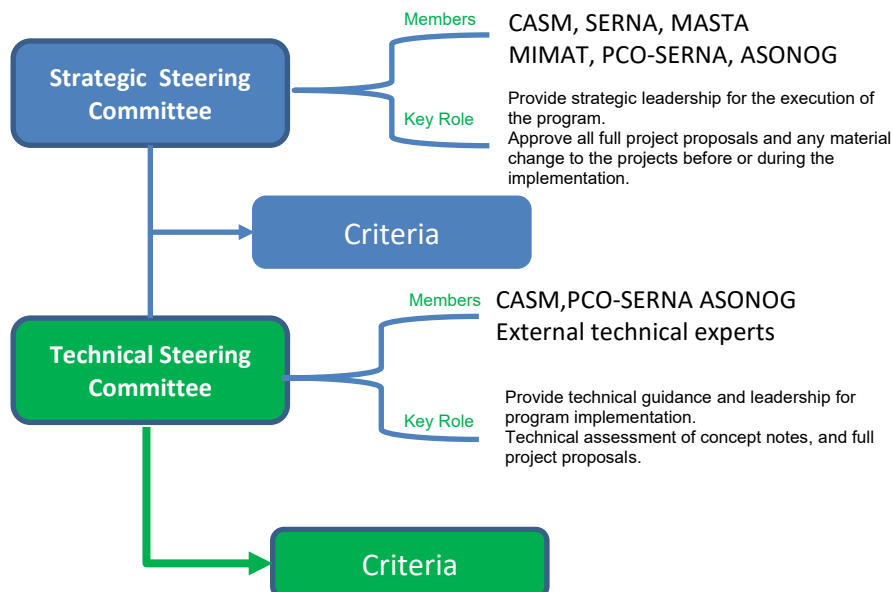 Members
CASM, SERNA, MASTA
MIMAT, PCO-SERNA, ASONOG
Strategic Steering
Committee
Key Role
Provide strategic leadership for the execution of
the program.
Approve all full project proposals and any material
change to the projects before or during the
implementation.
Criteria
Members
CASM,PCO-SERNA ASONOG
External technical experts
Technical Steering
Committee
Key Role
Provide technical guidance and leadership for
program implementation.
Technical assessment of concept notes, and full
project proposals.
Criteria